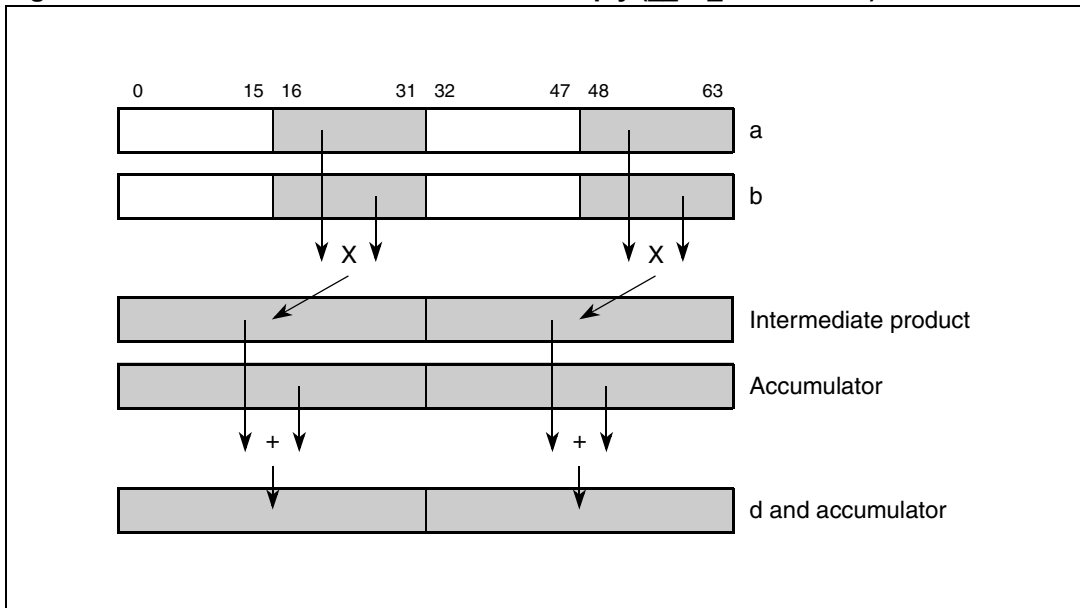 0 15 16 31 32 47 48 63
a
b
X X
Intermediate product
Accumulator
+ +
d and accumulator